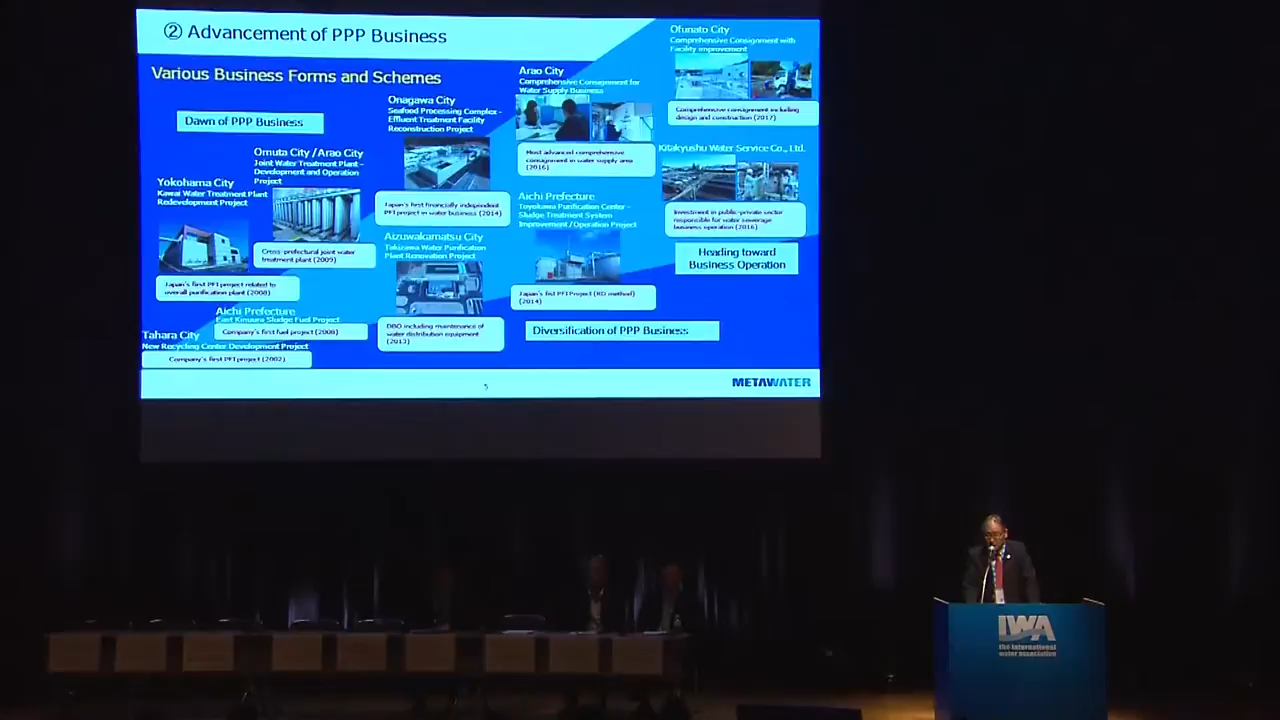 ② Advancement of PPP Business
Various Business Forms and Schemes
Dawn of PPP Business
Yokohama City
Kawai Water Treatment Plant
Redevelopment Project
Japan's first PFI project related to
overall purification plant (2008)
Omuta City /Arao City
Joint Water Treatment Plant –
Development and Operation
Project
Cross-prefectural joint water
treatment plant (2009)
Aichi Prefecture
East Kinuura Sludge Fuel Project
Company's first fuel project (2008)
Tahara City
New Recycling Center Development Project
Company's first PFI project (2002)
Onagawa City
Seafood Processing Complex -
Effluent Treatment Facility
Reconstruction Project
Japan's first financially independent
PFI project in water business (2014)
Aizuwakamatsu City
Takizawa Water Purification
Plant Renovation Project
DBO including maintenance of
water distribution equipment
(2013)
Arao City
Comprehensive Consignment for
Water Supply Business
Most advanced comprehensive
consignment in water supply area
(2016)
Aichi Prefecture
Toyokawa Purification Center -
Sludge Treatment System
Improvement/Operation Project
(2014)
Diversification of PPP Business
Ofunato City
Comprehensive Consignment with
Facility improvement
Comprehensive consignment including
design and construction (2017)
Kitakyushu Water Service Co., Ltd.
Investment in public-private sector
responsible for water sewerage
business operation (2016)
Heading toward
Business Operation
5
METAWATER
IWA
the international
water association